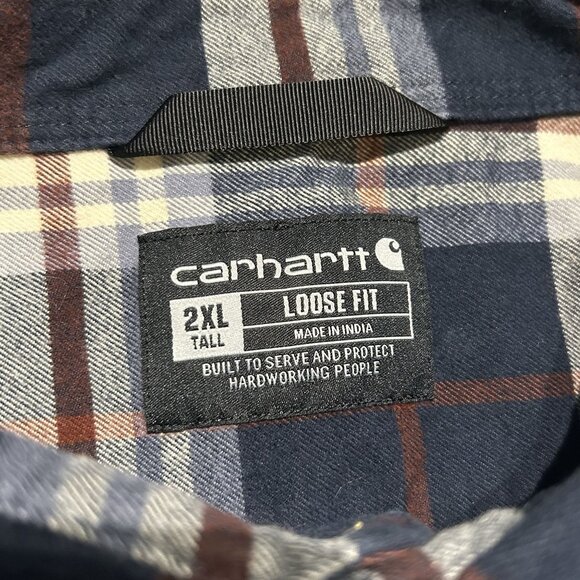 carhartt
2XL
TALL
LOOSE FIT
MADE IN INDIA
BUILT TO SERVE AND PROTECT
HARDWORKING PEOPLE